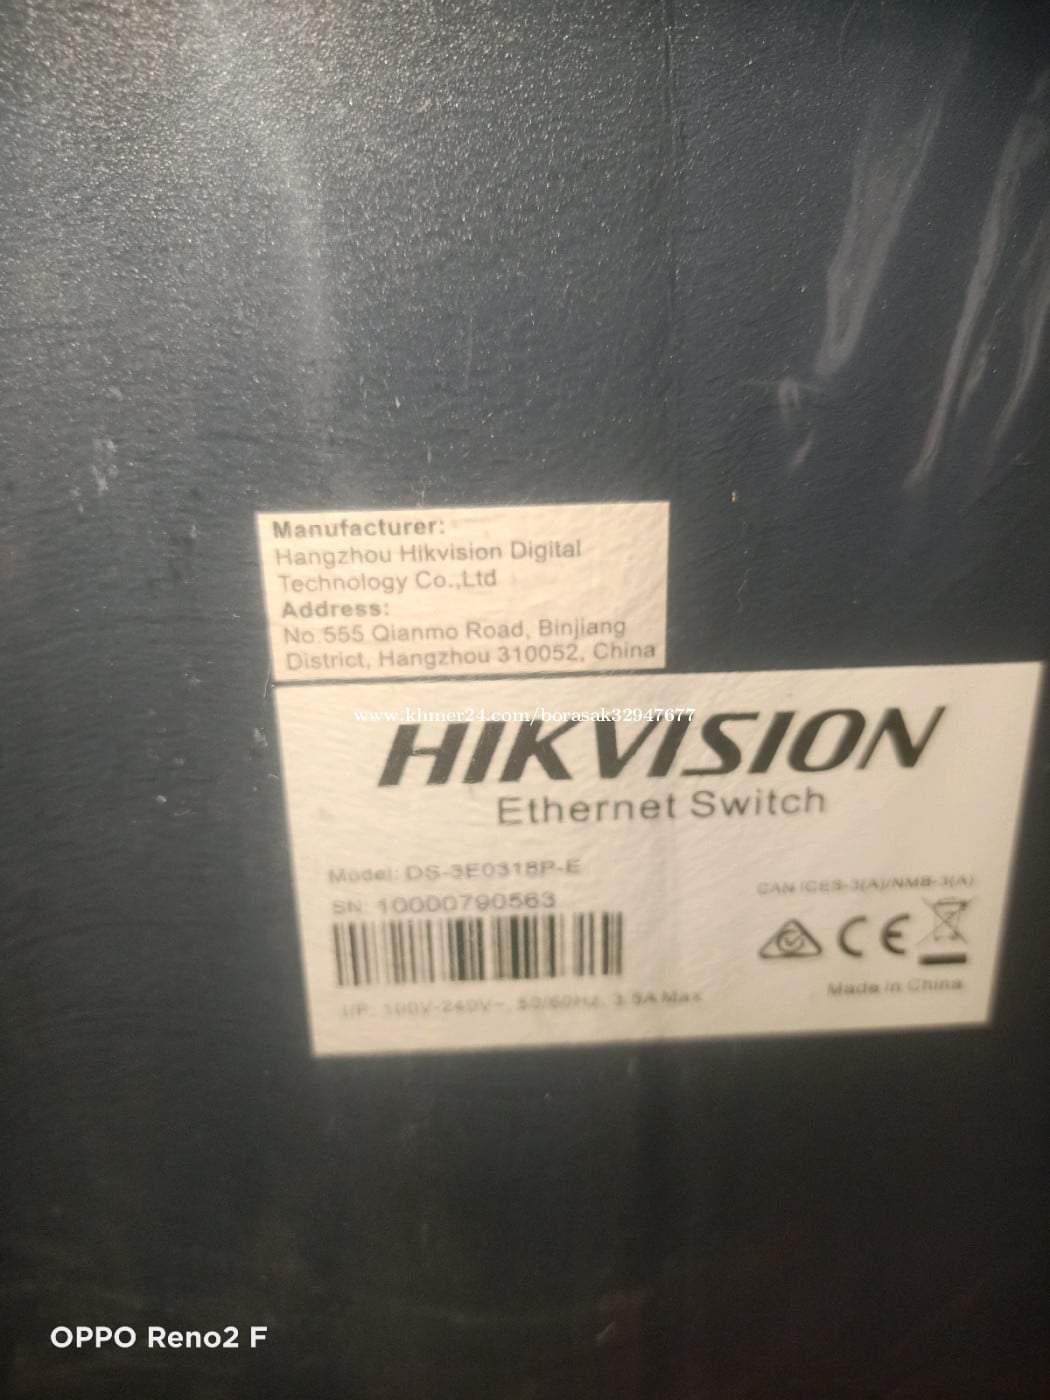 Manufacturer:
Hangzhou Hikvision Digital
Technology Co.,Ltd
Address:
No.555 Qianmo Road, Binjiang
District, Hangzhou 310052, China
www.khmer24.com/borasak32947677
HIKVISION
Ethernet Switch
Model: DS-3E0318P-E
SN: 10000790563
CAN ICES-3(A)/NMB-3(A)
CE
Made in China
I/P: 100V-240V~, 50/60Hz, 3.5A Max
OPPO Reno2 F